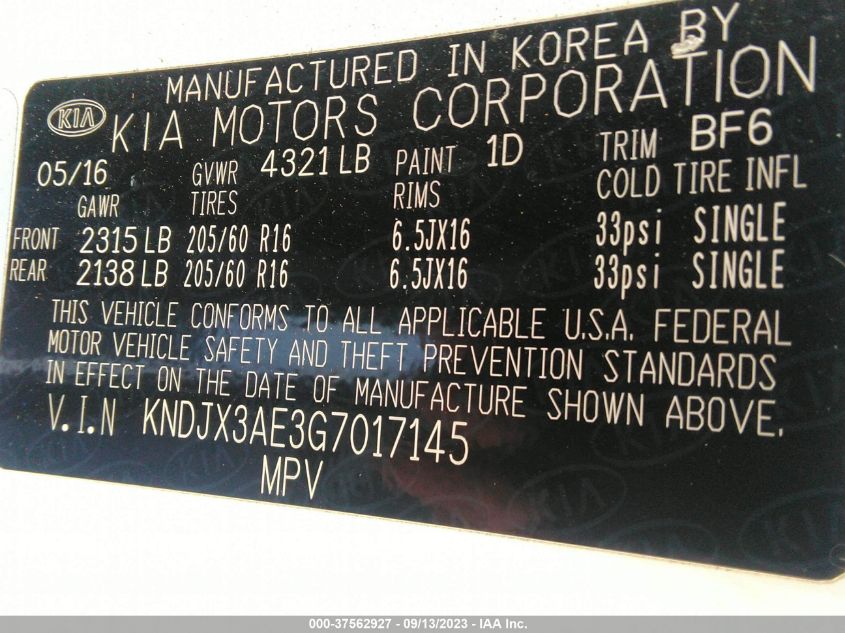 MANUFACTURED IN KOREA BY
KIA KIA MOTORS CORPORATION
05/16 GVWR 4321 LB PAINT 1D TRIM BF6
GAWR TIRES RIMS COLD TIRE INFL
FRONT 2315 LB 205/60 R16 6.5JX16 33psi SINGLE
REAR 2138 LB 205/60 R16 6.5JX16 33psi SINGLE
THIS VEHICLE CONFORMS TO ALL APPLICABLE U.S.A. FEDERAL
MOTOR VEHICLE SAFETY AND THEFT PREVENTION STANDARDS
IN EFFECT ON THE DATE OF MANUFACTURE SHOWN ABOVE.
V.I.N KNDJX3AE3G7017145
MPV
000-37562927 - 09/13/2023 - IAA Inc.